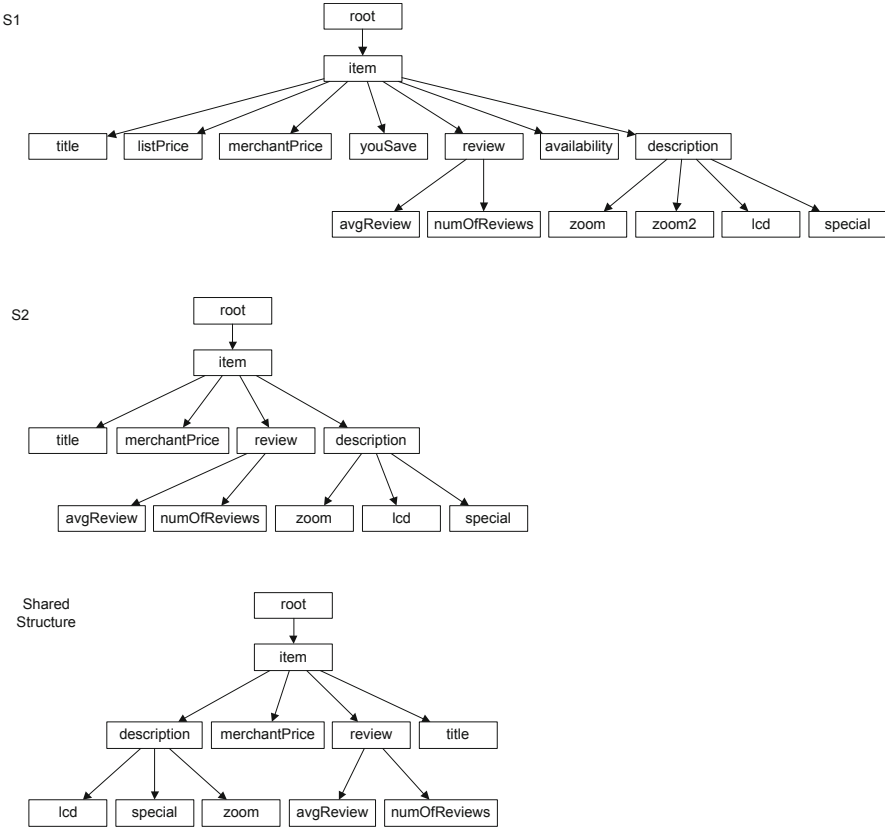 S1
root
item
title
listPrice
merchantPrice
youSave
review
availability
description
avgReview
numOfReviews
zoom
zoom2
lcd
special
S2
root
item
title
merchantPrice
review
description
avgReview
numOfReviews
zoom
lcd
special
Shared
Structure
root
item
description
merchantPrice
review
title
lcd
special
zoom
avgReview
numOfReviews